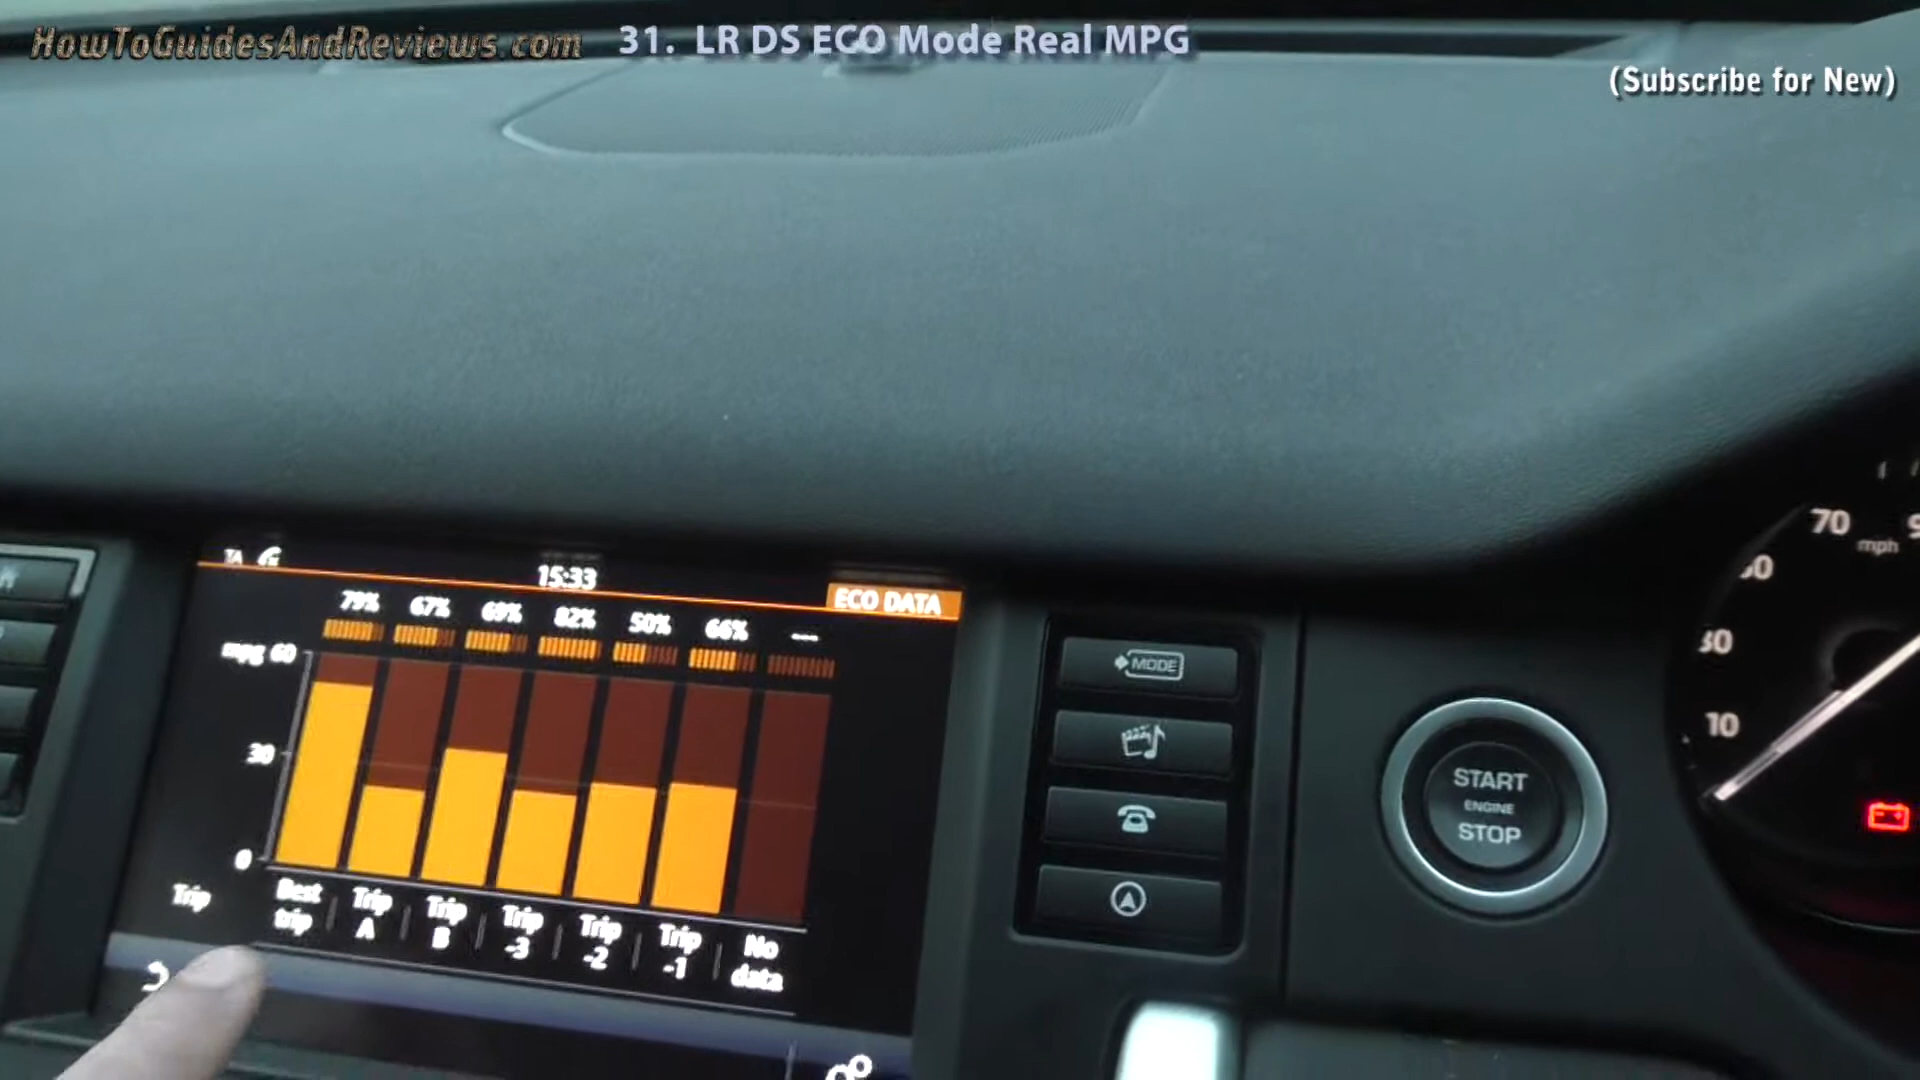 HowToGuidesAndReviews.com
31. LR DS ECO Mode Real MPG
(Subscribe for New)
TA
15:33
ECO DATA
79% 67% 69% 82% 50% 66% ---
mpg 60
30
0
Trip
Best trip
Trip A
Trip B
Trip -3
Trip -2
Trip -1
No data
MODE
START
ENGINE
STOP
70
mph
30
10